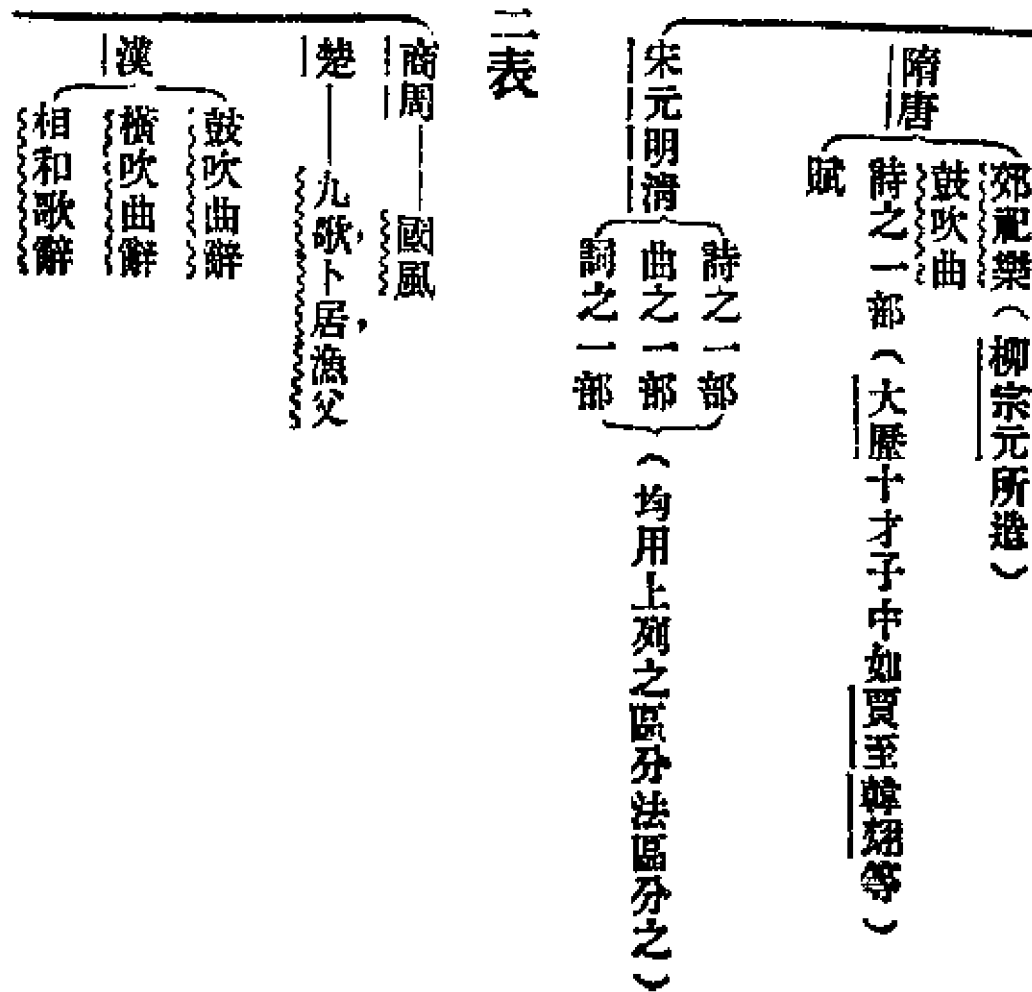 隋唐
郊祀樂(柳宗元所造)
鼓吹曲
詩之一部(大歷十才子中如賈至韓翃等)
賦
宋元明清
詩之一部
曲之一部
詞之一部
(均用上列之區分法區分之)
二表
商周——國風
楚——九歌,卜居,漁父
漢
鼓吹曲辭
橫吹曲辭
相和歌辭